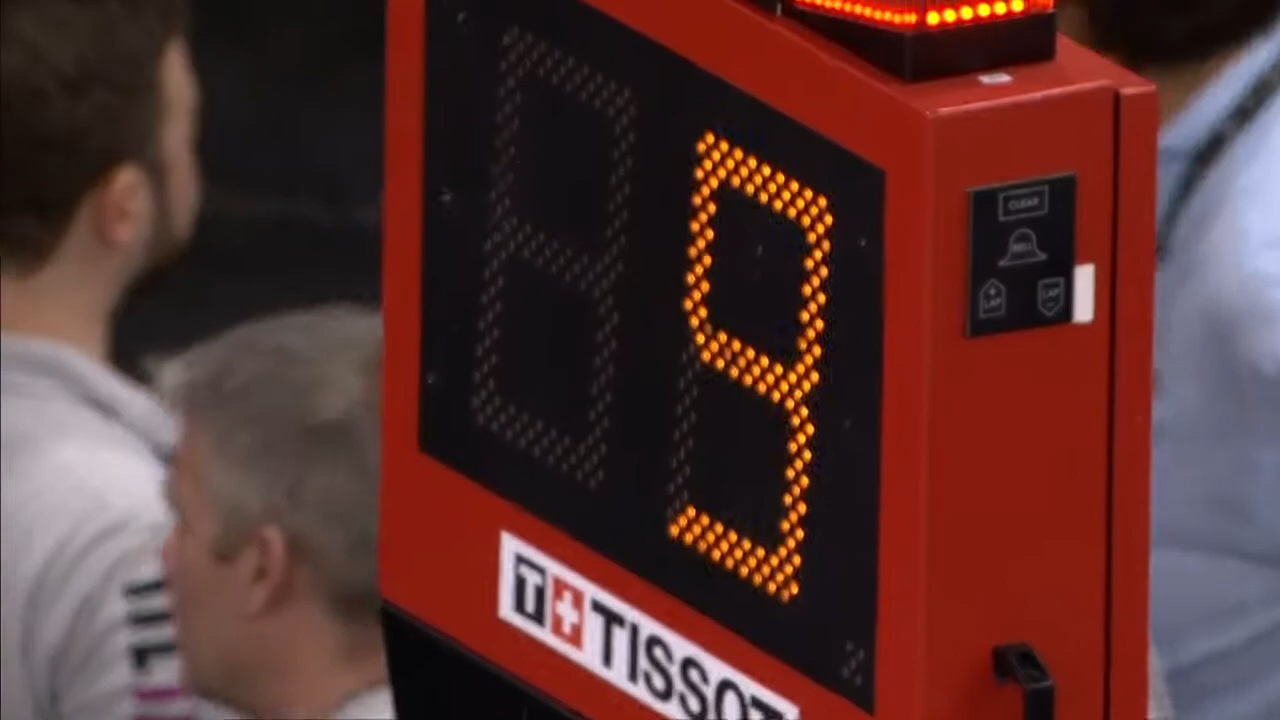 9
CLEAR
BELL
+
LAP
LAP
-
T+ TISSOT